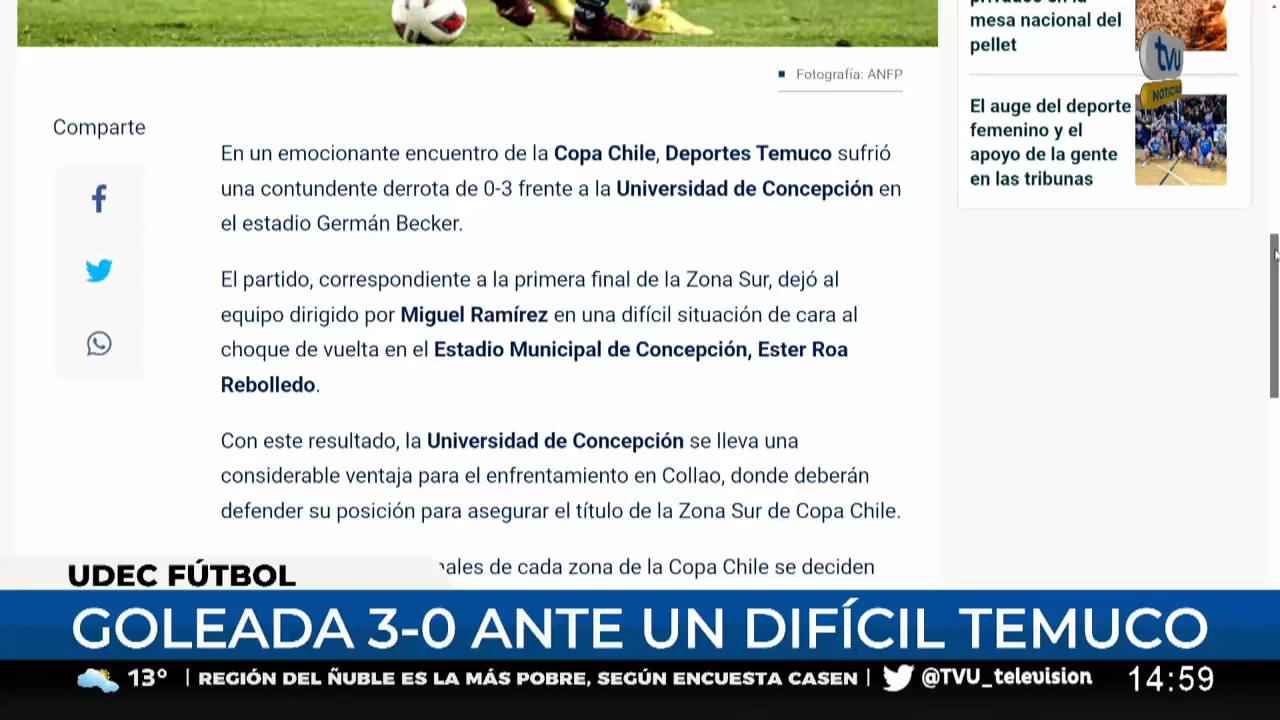 privados en la
mesa nacional del
pellet
tvu
NOTICIAS
Fotografía: ANFP
El auge del deporte
femenino y el
apoyo de la gente
en las tribunas
Comparte
En un emocionante encuentro de la Copa Chile, Deportes Temuco sufrió
una contundente derrota de 0-3 frente a la Universidad de Concepción en
el estadio Germán Becker.
El partido, correspondiente a la primera final de la Zona Sur, dejó al
equipo dirigido por Miguel Ramírez en una difícil situación de cara al
choque de vuelta en el Estadio Municipal de Concepción, Ester Roa
Rebolledo.
Con este resultado, la Universidad de Concepción se lleva una
considerable ventaja para el enfrentamiento en Collao, donde deberán
defender su posición para asegurar el título de la Zona Sur de Copa Chile.
de cada zona de la Copa Chile se deciden
UDEC FÚTBOL
GOLEADA 3-0 ANTE UN DIFÍCIL TEMUCO
13° | REGIÓN DEL ÑUBLE ES LA MÁS POBRE, SEGÚN ENCUESTA CASEN | @TVU_television 14:59